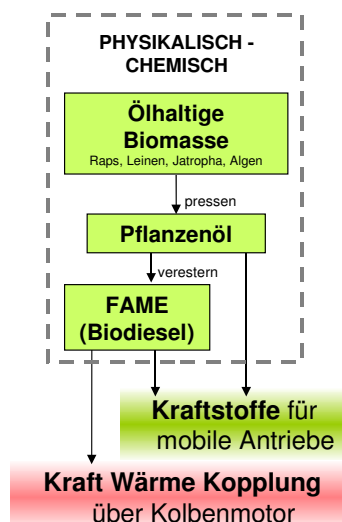 PHYSIKALISCH -
CHEMISCH
Ölhaltige
Biomasse
Raps, Leinen, Jatropha, Algen
pressen
Pflanzenöl
verestern
FAME
(Biodiesel)
Kraftstoffe für
mobile Antriebe
Kraft Wärme Kopplung
über Kolbenmotor